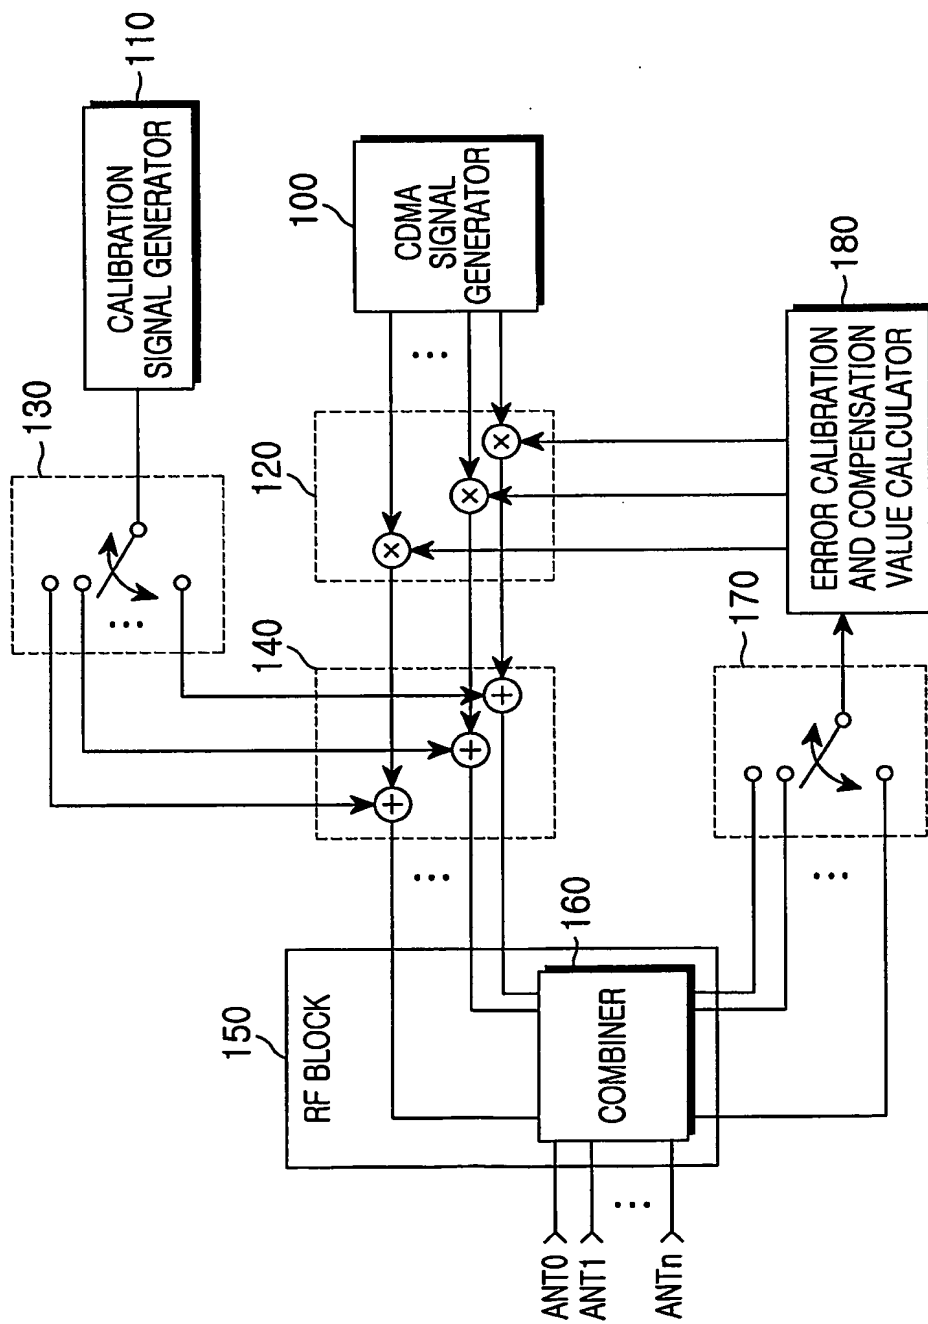 110
CALIBRATION
SIGNAL GENERATOR
130
100
CDMA
SIGNAL
GENERATOR
120
140
180
ERROR CALIBRATION
AND COMPENSATION
VALUE CALCULATOR
170
150
RF BLOCK
160
COMBINER
ANT0
ANT1
ANTn